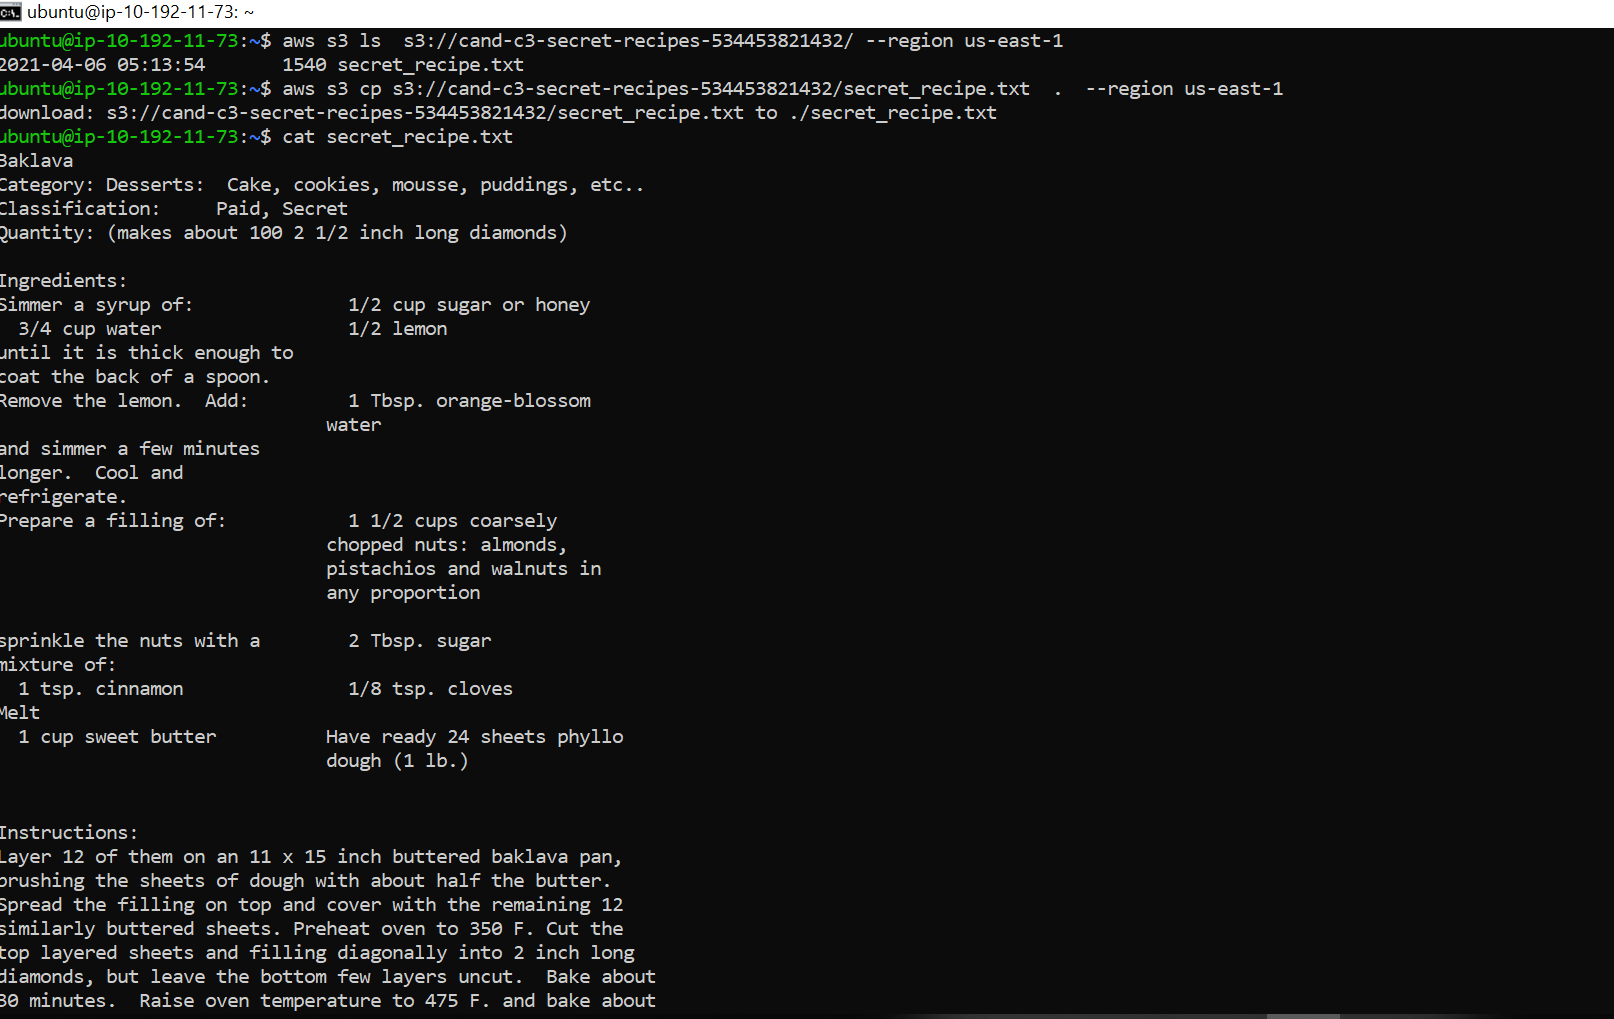 ubuntu@ip-10-192-11-73: ~
ubuntu@ip-10-192-11-73:~$ aws s3 ls  s3://cand-c3-secret-recipes-534453821432/ --region us-east-1
2021-04-06 05:13:54       1540 secret_recipe.txt
ubuntu@ip-10-192-11-73:~$ aws s3 cp s3://cand-c3-secret-recipes-534453821432/secret_recipe.txt  .  --region us-east-1
download: s3://cand-c3-secret-recipes-534453821432/secret_recipe.txt to ./secret_recipe.txt
ubuntu@ip-10-192-11-73:~$ cat secret_recipe.txt
Baklava
Category: Desserts:  Cake, cookies, mousse, puddings, etc..
Classification:     Paid, Secret
Quantity: (makes about 100 2 1/2 inch long diamonds)
Ingredients:
Simmer a syrup of:              1/2 cup sugar or honey
  3/4 cup water                 1/2 lemon
until it is thick enough to
coat the back of a spoon.
Remove the lemon.  Add:         1 Tbsp. orange-blossom
                              water
and simmer a few minutes
longer.  Cool and
refrigerate.
Prepare a filling of:           1 1/2 cups coarsely
                              chopped nuts: almonds,
                              pistachios and walnuts in
                              any proportion
sprinkle the nuts with a        2 Tbsp. sugar
mixture of:
  1 tsp. cinnamon               1/8 tsp. cloves
Melt
  1 cup sweet butter          Have ready 24 sheets phyllo
                              dough (1 lb.)
Instructions:
Layer 12 of them on an 11 x 15 inch buttered baklava pan,
brushing the sheets of dough with about half the butter.
Spread the filling on top and cover with the remaining 12
similarly buttered sheets. Preheat oven to 350 F. Cut the
top layered sheets and filling diagonally into 2 inch long
diamonds, but leave the bottom few layers uncut.  Bake about
30 minutes.  Raise oven temperature to 475 F. and bake about